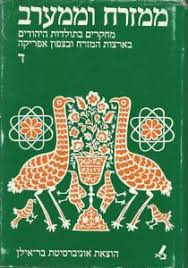 ממזרח וממערב
מחקרים בתולדות היהודים
בארצות המזרח ובצפון אפריקה
ד
הוצאת אוניברסיטת בר־אילן